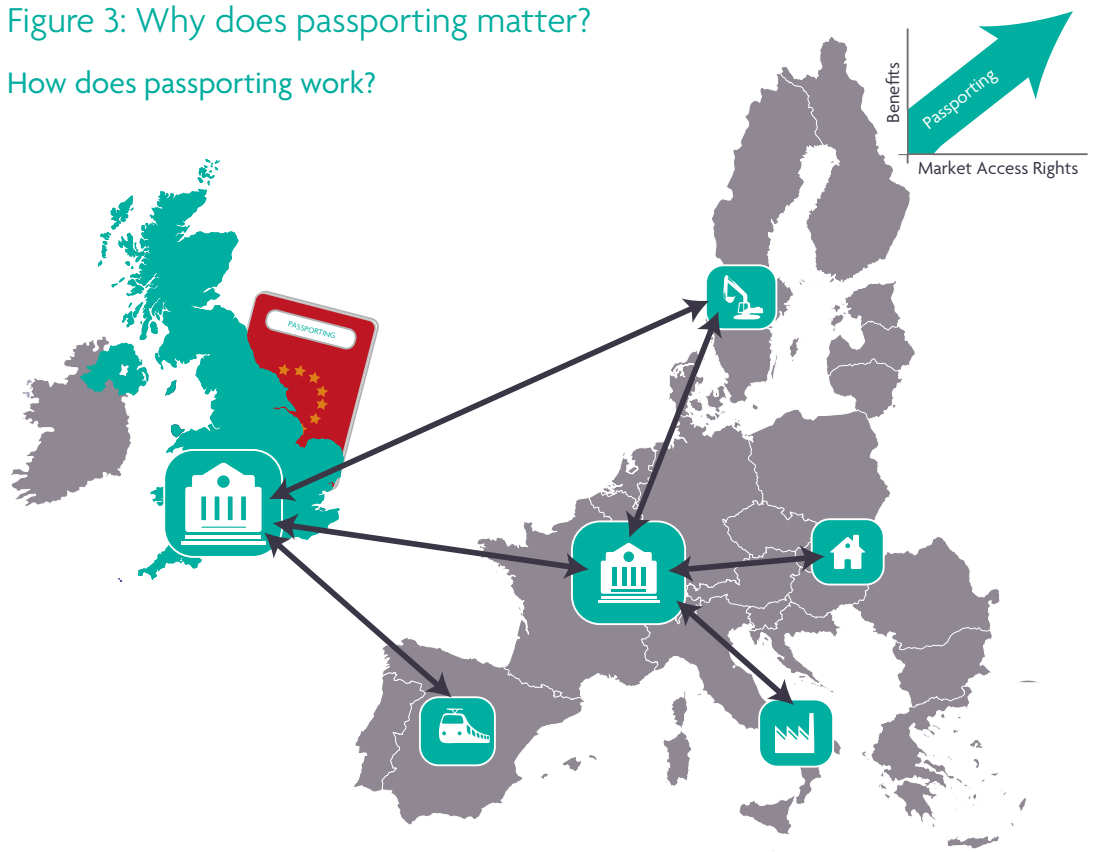 Figure 3: Why does passporting matter?
How does passporting work?
Benefits
Passporting
Market Access Rights
PASSPORTING